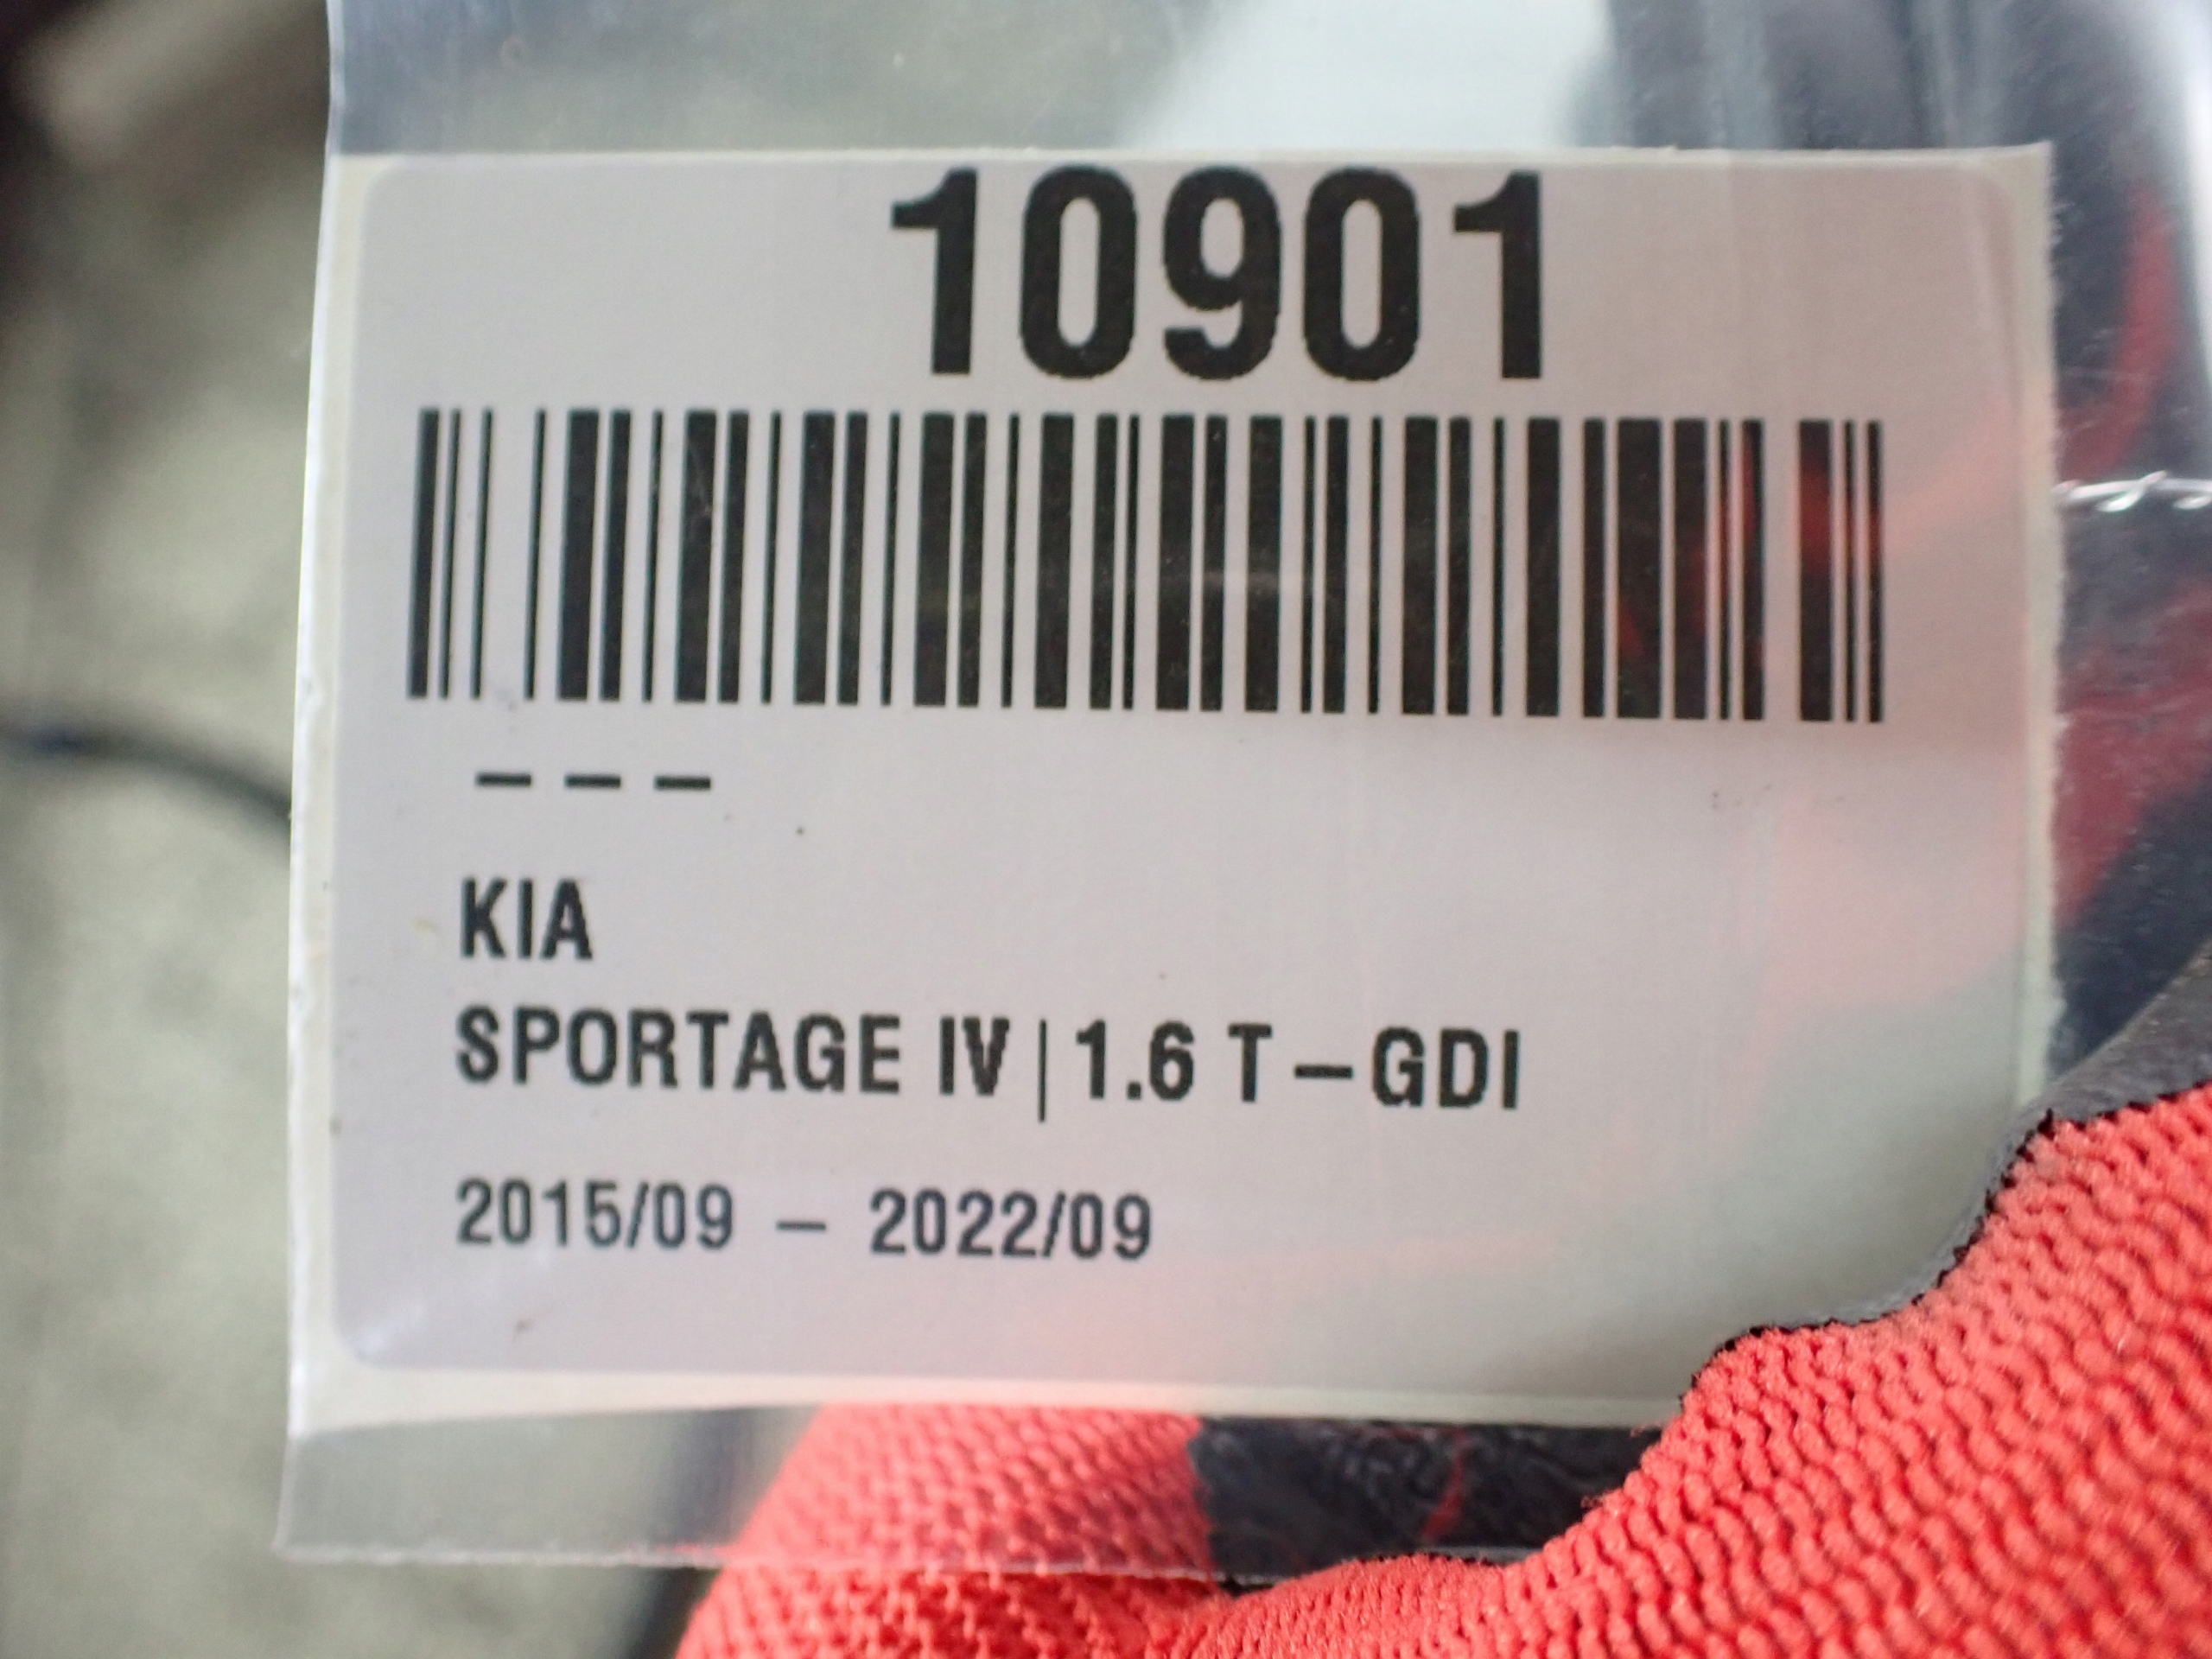 10901
– – –
KIA
SPORTAGE IV|1.6 T–GDI
2015/09 – 2022/09